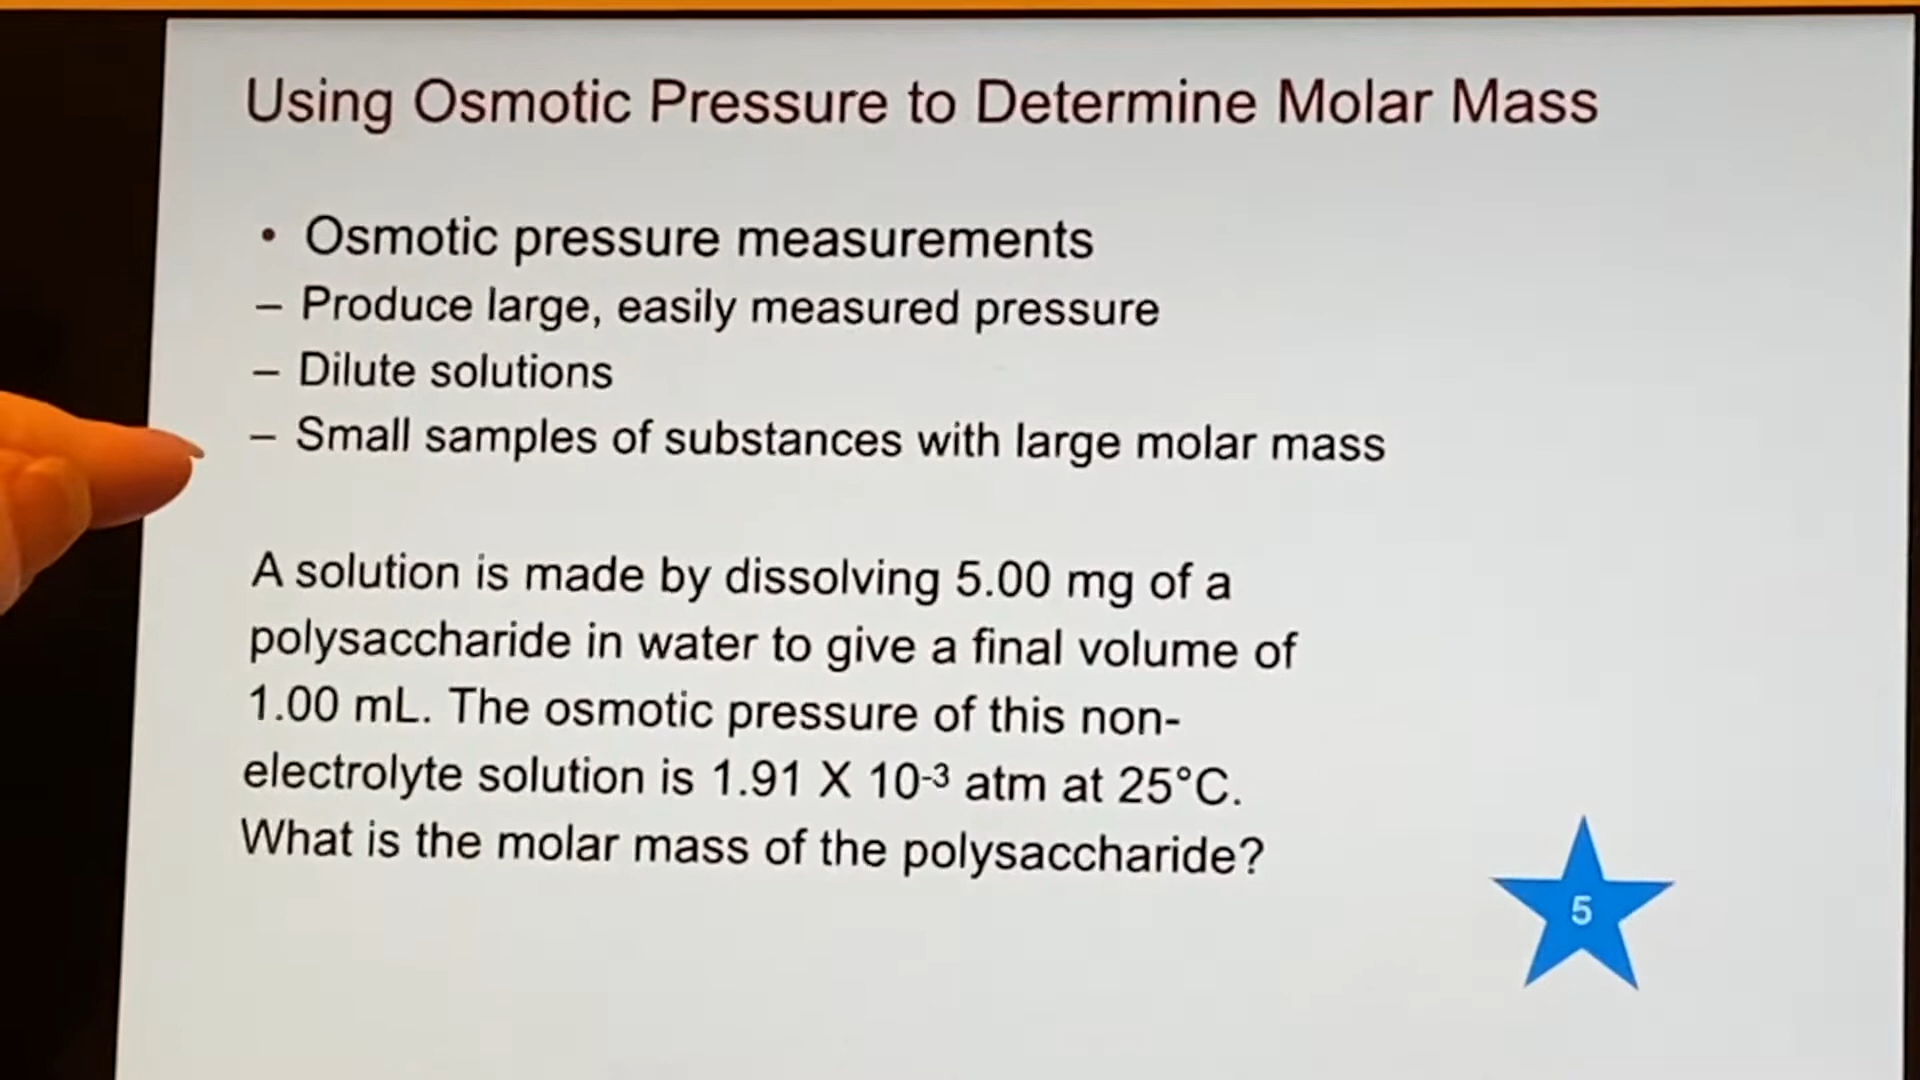 Using Osmotic Pressure to Determine Molar Mass
• Osmotic pressure measurements
– Produce large, easily measured pressure
– Dilute solutions
– Small samples of substances with large molar mass
A solution is made by dissolving 5.00 mg of a
polysaccharide in water to give a final volume of
1.00 mL. The osmotic pressure of this non-
electrolyte solution is 1.91 X 10⁻³ atm at 25°C.
What is the molar mass of the polysaccharide?
5